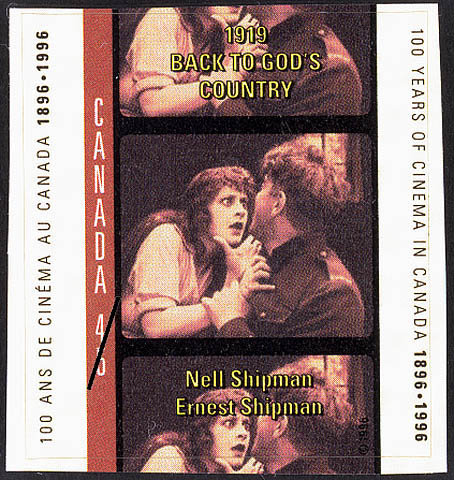 100 ANS DE CINÉMA AU CANADA 1896•1996
CANADA 45
1919
BACK TO GOD'S
COUNTRY
Nell Shipman
Ernest Shipman
©1996
100 YEARS OF CINEMA IN CANADA 1896•1996